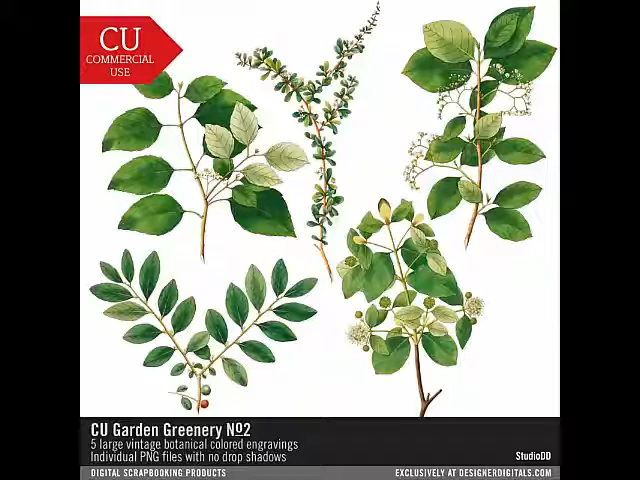 CU
COMMERCIAL
USE
CU Garden Greenery Nº2
5 large vintage botanical colored engravings
Individual PNG files with no drop shadows
StudioDD
DIGITAL SCRAPBOOKING PRODUCTS
EXCLUSIVELY AT DESIGNERDIGITALS.COM